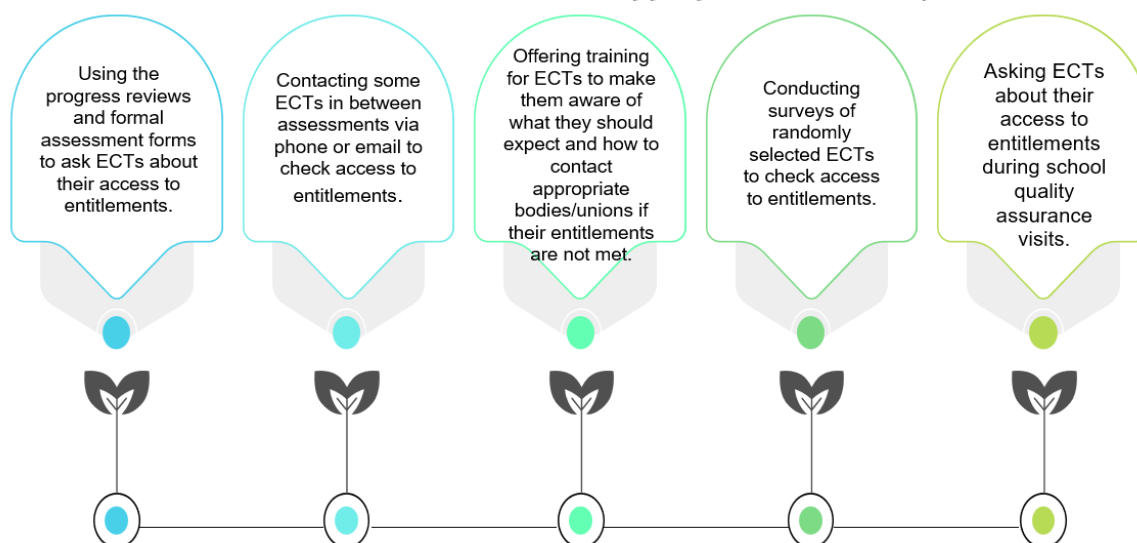 Using the
progress reviews
and formal
assessment forms
to ask ECTs about
their access to
entitlements.
Contacting some
ECTs in between
assessments via
phone or email to
check access to
entitlements.
Offering training
for ECTs to make
them aware of
what they should
expect and how to
contact
appropriate
bodies/unions if
their entitlements
are not met.
Conducting
surveys of
randomly
selected ECTs
to check access
to entitlements.
Asking ECTs
about their
access to
entitlements
during school
quality
assurance
visits.